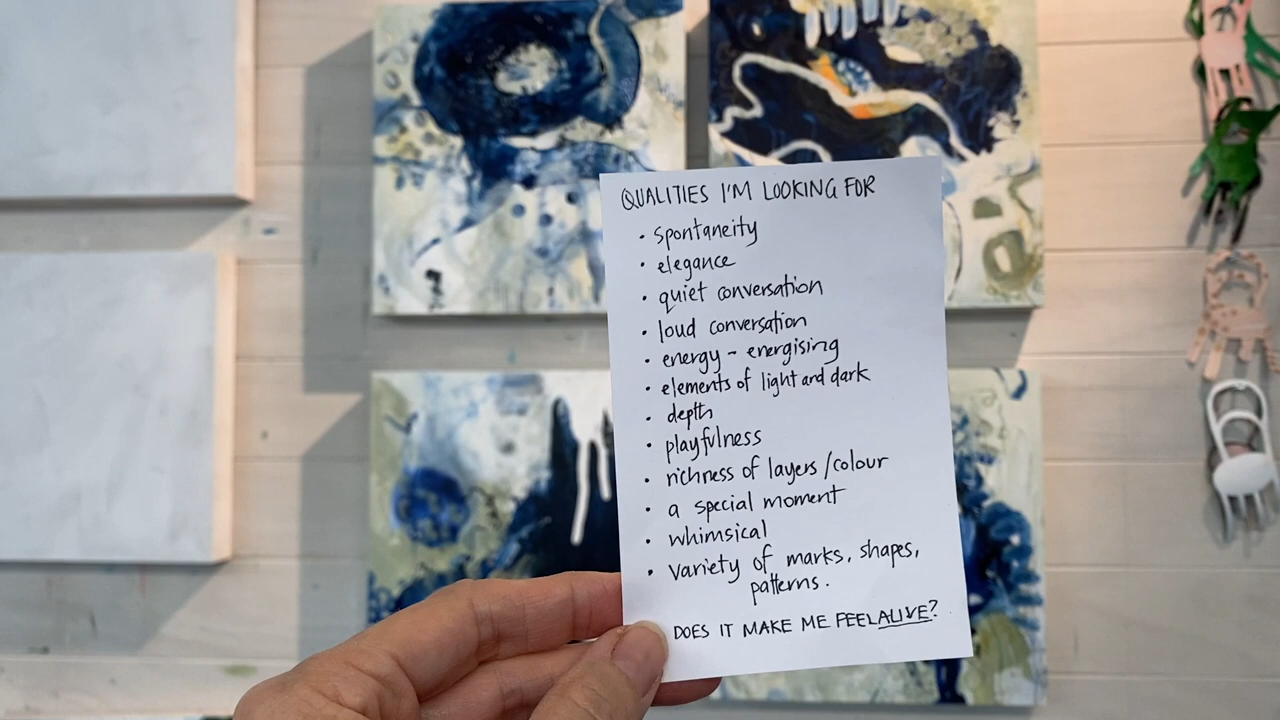 QUALITIES I'M LOOKING FOR
• spontaneity
• elegance
• quiet conversation
• loud conversation
• energy - energising
• elements of light and dark
• depth
• playfulness
• richness of layers/colour
• a special moment
• whimsical
• variety of marks, shapes,
patterns.
DOES IT MAKE ME FEEL ALIVE?